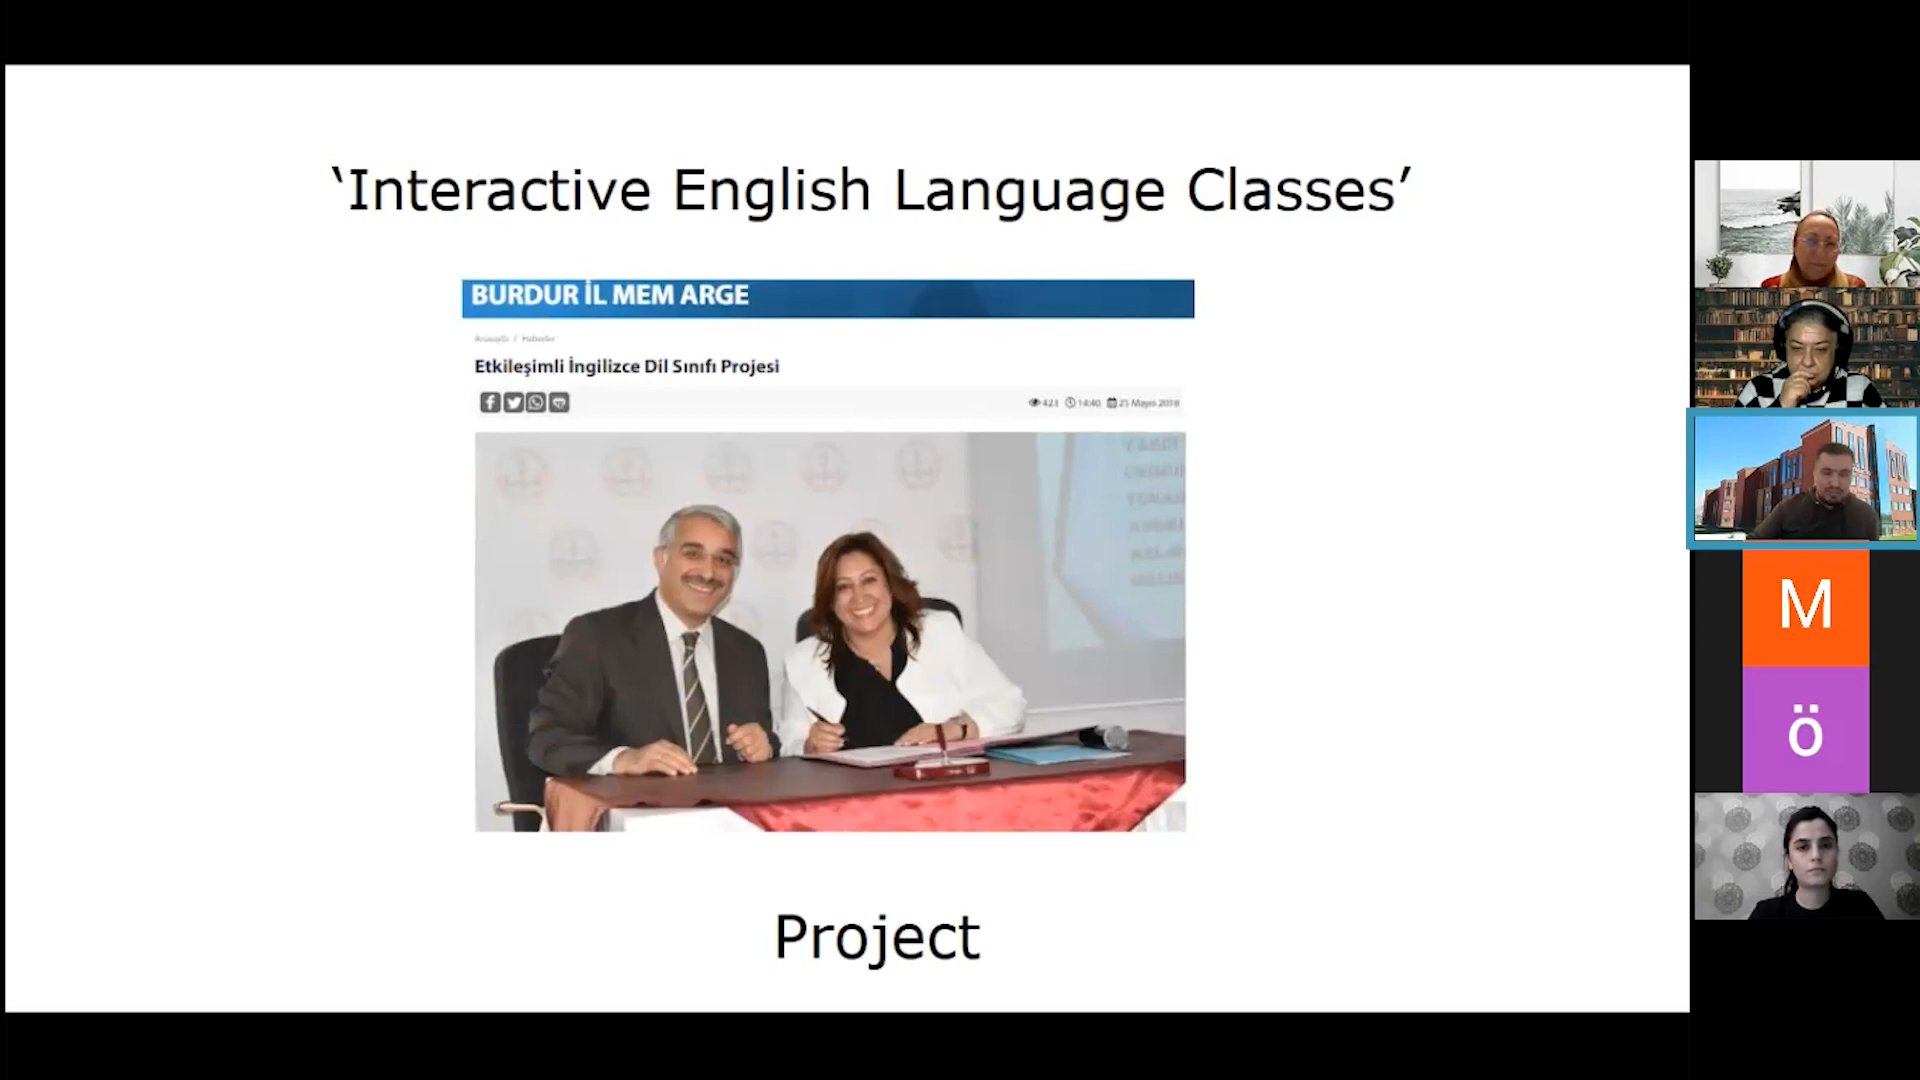 ‘Interactive English Language Classes’
BURDUR İL MEM ARGE
Anasayfa / Haberler
Etkileşimli İngilizce Dil Sınıfı Projesi
421 14:40 25 Mayıs 2018
Project
M
ö